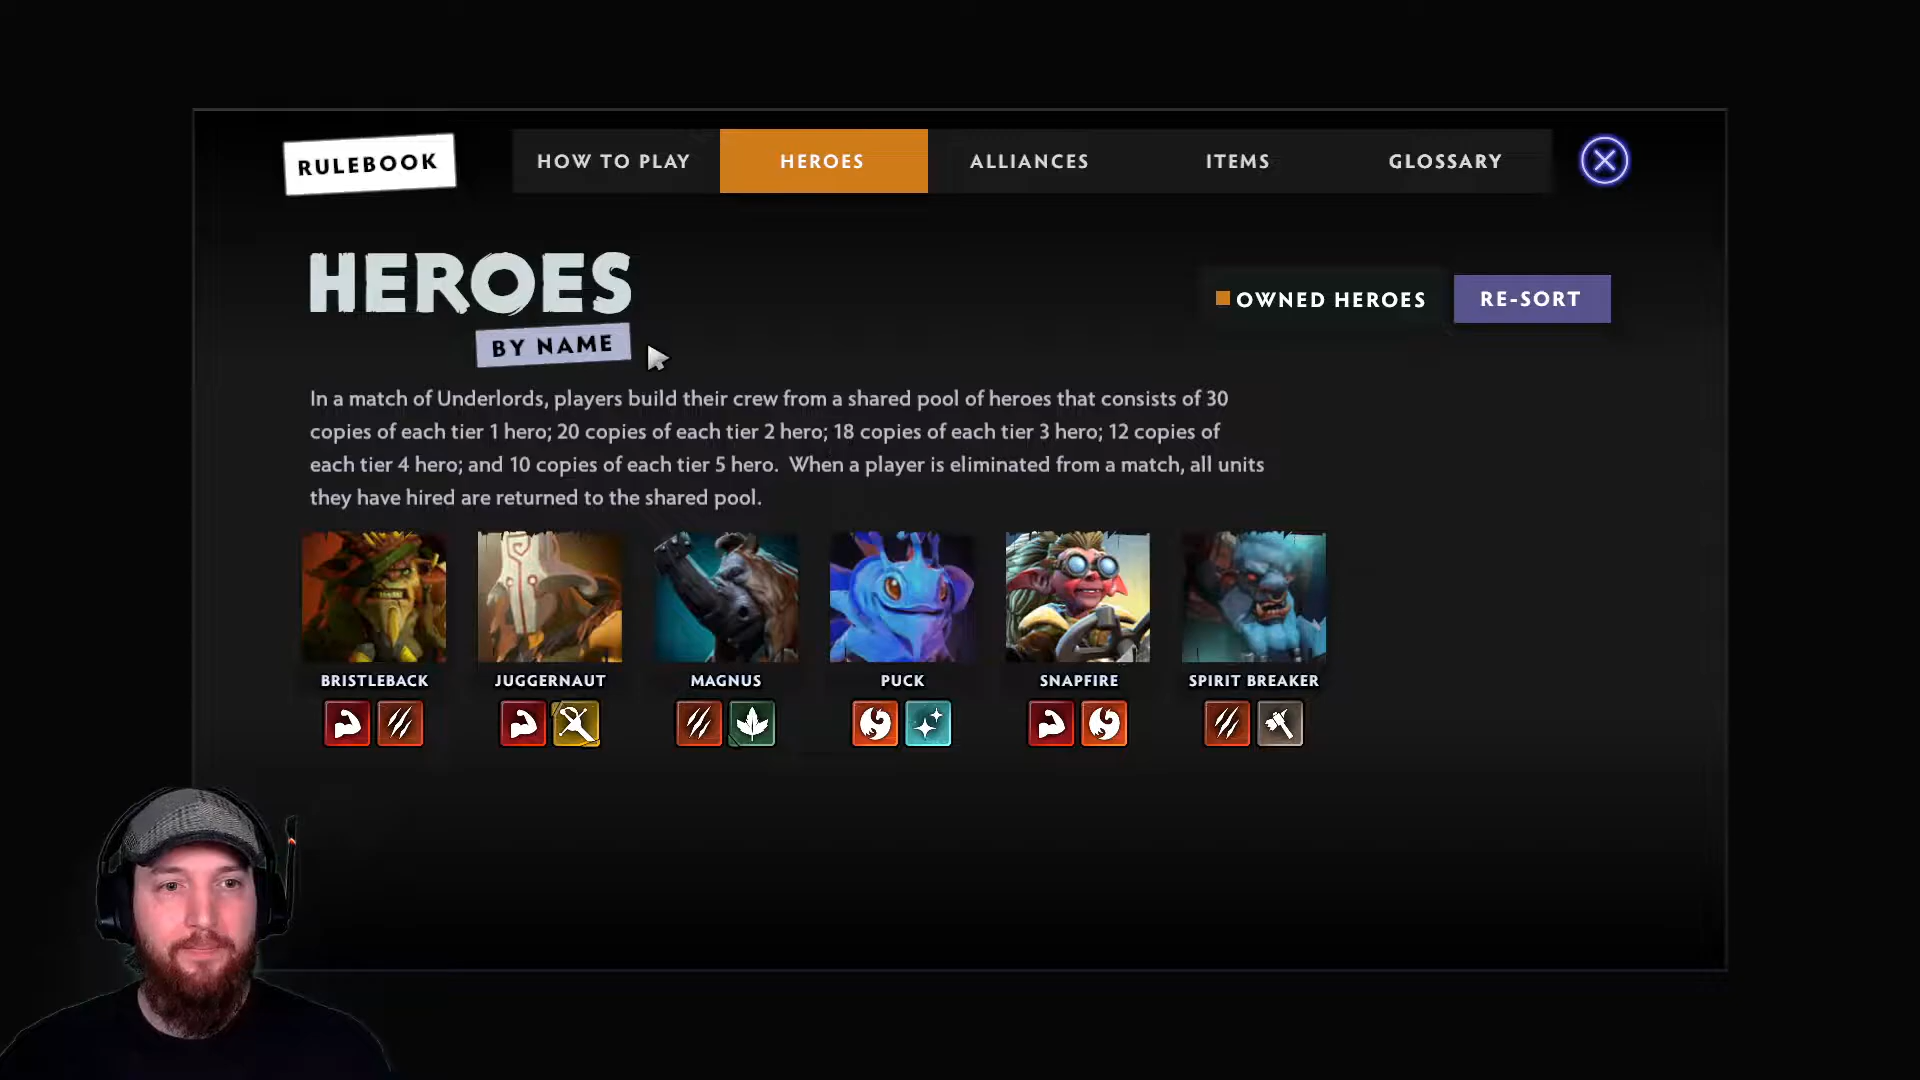 RULEBOOK
HOW TO PLAY
HEROES
ALLIANCES
ITEMS
GLOSSARY
HEROES
BY NAME
OWNED HEROES
RE-SORT
In a match of Underlords, players build their crew from a shared pool of heroes that consists of 30
copies of each tier 1 hero; 20 copies of each tier 2 hero; 18 copies of each tier 3 hero; 12 copies of
each tier 4 hero; and 10 copies of each tier 5 hero.  When a player is eliminated from a match, all units
they have hired are returned to the shared pool.
BRISTLEBACK
JUGGERNAUT
MAGNUS
PUCK
SNAPFIRE
SPIRIT BREAKER